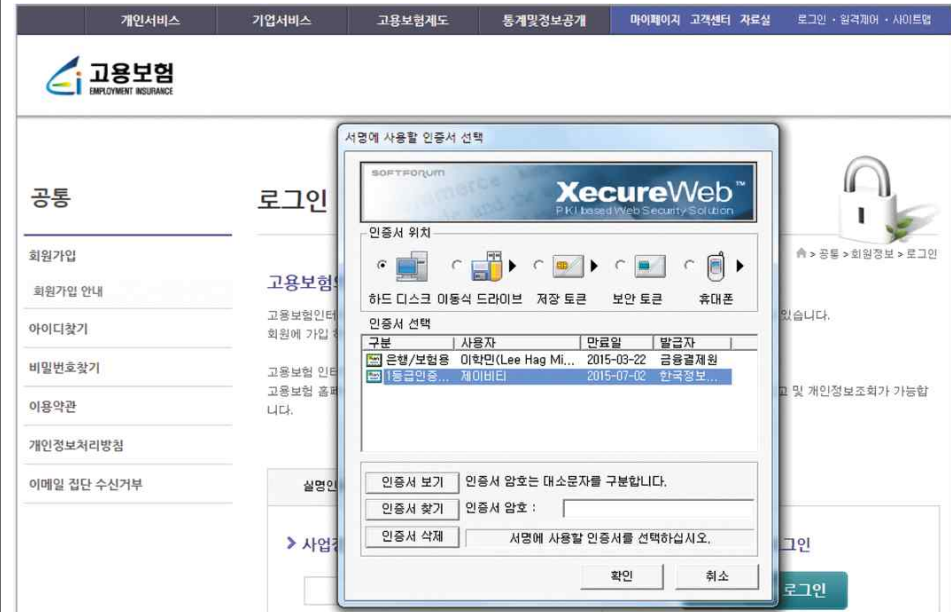 개인서비스 기업서비스 고용보험제도 통계및정보공개 마이페이지 고객센터 자료실 로그인 · 원격제어 · 사이트맵
고용보험
EMPLOYMENT INSURANCE
공통
회원가입
회원가입 안내
아이디찾기
비밀번호찾기
이용약관
개인정보처리방침
이메일 집단 수신거부
로그인
> 공통 > 회원정보 > 로그인
고용보험
고용보험인터 있습니다.
회원에 가입
고용보험 인터
고용보험 홈페 고 및 개인정보조회가 가능합
니다.
실명인
사업
그인
로그인
서명에 사용할 인증서 선택
SOFTFORUM
XecureWeb™
PKI based Web Security Solution
인증서 위치
하드 디스크 이동식 드라이브 저장 토큰 보안 토큰 휴대폰
인증서 선택
구분 사용자 만료일 발급자
은행/보험용 이학민(Lee Hag Mi... 2015-03-22 금융결제원
1등급인증... 제이비티 2015-07-02 한국정보...
인증서 보기 인증서 암호는 대소문자를 구분합니다.
인증서 찾기 인증서 암호 :
인증서 삭제 서명에 사용할 인증서를 선택하십시오.
확인 취소